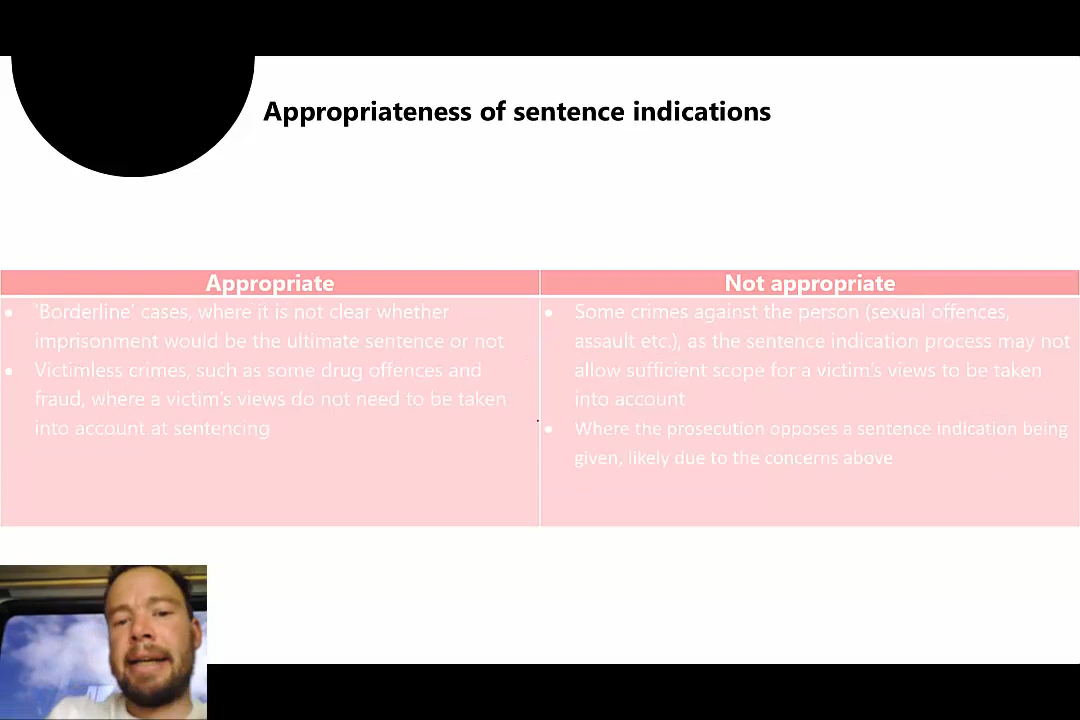 Appropriateness of sentence indications
Appropriate
• 'Borderline' cases, where it is not clear whether
imprisonment would be the ultimate sentence or not
• Victimless crimes, such as some drug offences and
fraud, where a victim's views do not need to be taken
into account at sentencing
Not appropriate
• Some crimes against the person (sexual offences,
assault etc.), as the sentence indication process may not
allow sufficient scope for a victim's views to be taken
into account
• Where the prosecution opposes a sentence indication being
given, likely due to the concerns above